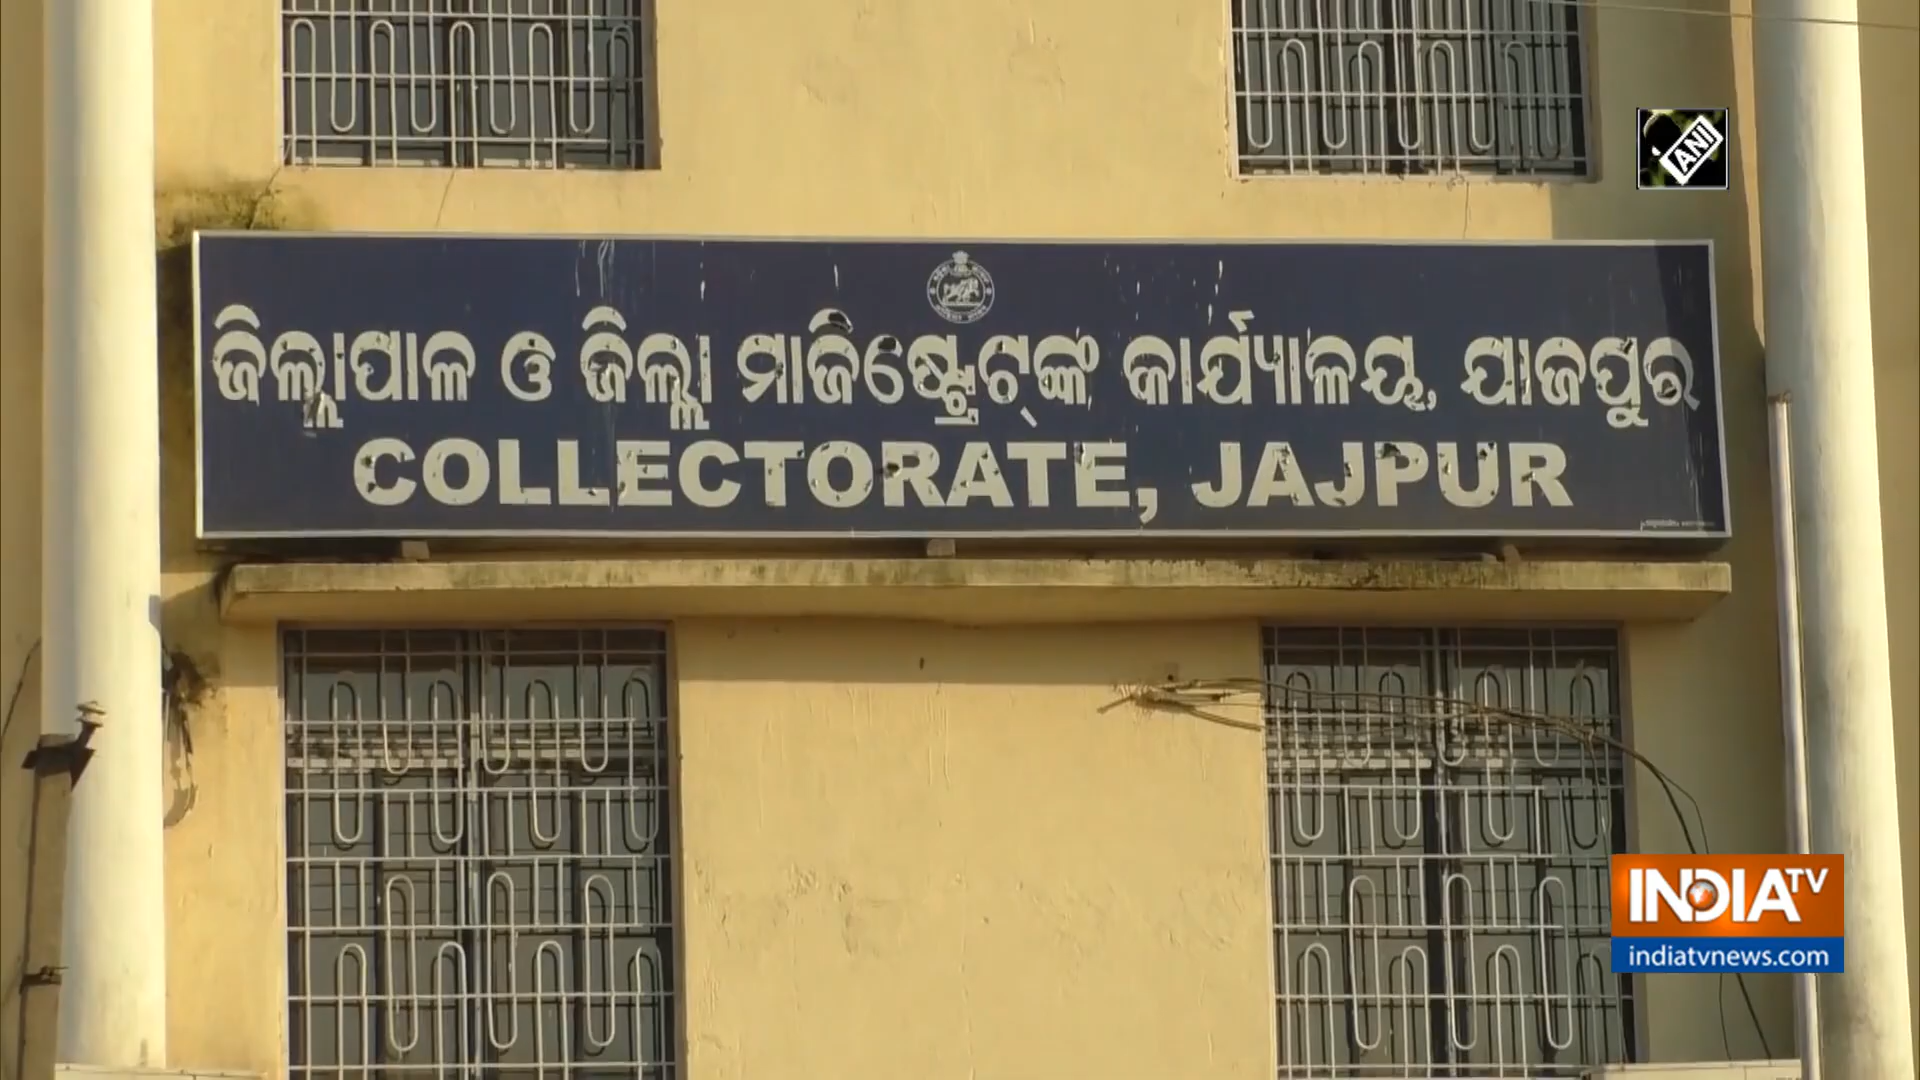 ANI
ଜିଲ୍ଲାପାଳ ଓ ଜିଲ୍ଲା ମାଜିଷ୍ଟ୍ରେଟ୍‌ଙ୍କ କାର୍ଯ୍ୟାଳୟ, ଯାଜପୁର
COLLECTORATE, JAJPUR
INDIA TV
indiatvnews.com